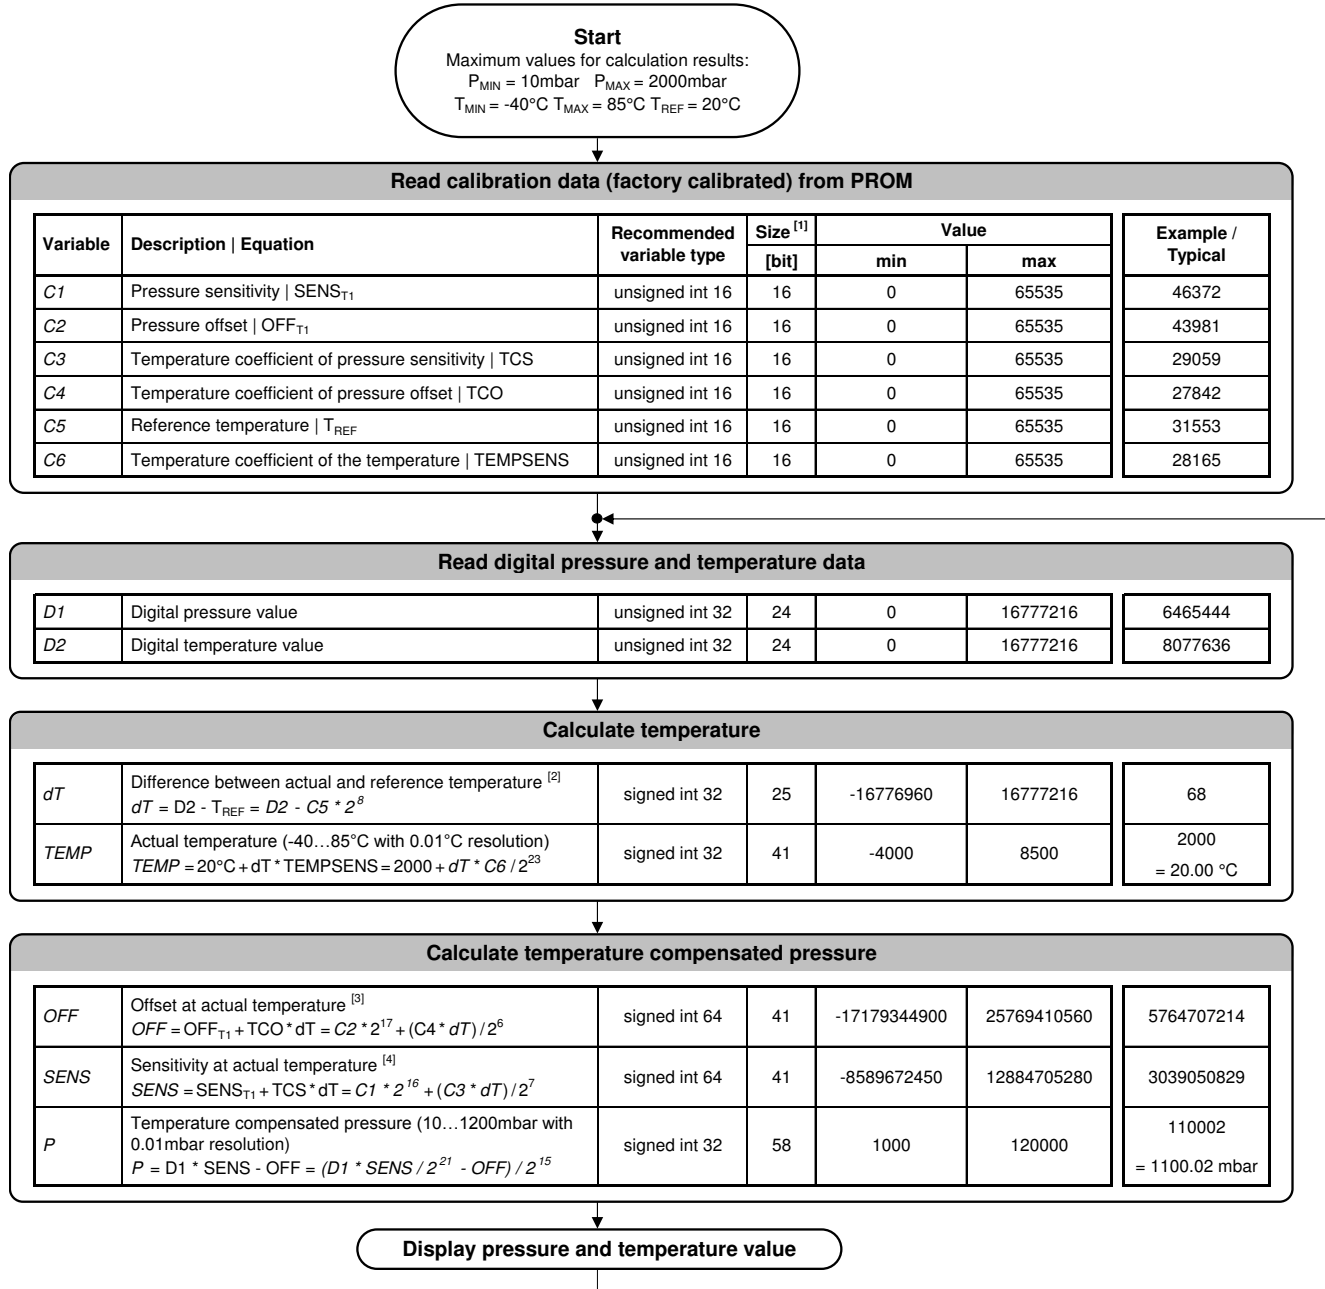 Start
Maximum values for calculation results:
PMIN = 10mbar PMAX = 2000mbar
TMIN = -40°C TMAX = 85°C TREF = 20°C
Read calibration data (factory calibrated) from PROM
Variable Description | Equation Recommended variable type Size [1] [bit] Value min max Example / Typical
C1 Pressure sensitivity | SENST1 unsigned int 16 16 0 65535 46372
C2 Pressure offset | OFFT1 unsigned int 16 16 0 65535 43981
C3 Temperature coefficient of pressure sensitivity | TCS unsigned int 16 16 0 65535 29059
C4 Temperature coefficient of pressure offset | TCO unsigned int 16 16 0 65535 27842
C5 Reference temperature | TREF unsigned int 16 16 0 65535 31553
C6 Temperature coefficient of the temperature | TEMPSENS unsigned int 16 16 0 65535 28165
Read digital pressure and temperature data
D1 Digital pressure value unsigned int 32 24 0 16777216 6465444
D2 Digital temperature value unsigned int 32 24 0 16777216 8077636
Calculate temperature
dT Difference between actual and reference temperature [2]
dT = D2 - TREF = D2 - C5 * 2^8 signed int 32 25 -16776960 16777216 68
TEMP Actual temperature (-40…85°C with 0.01°C resolution)
TEMP = 20°C + dT * TEMPSENS = 2000 + dT * C6 / 2^23 signed int 32 41 -4000 8500 2000
= 20.00 °C
Calculate temperature compensated pressure
OFF Offset at actual temperature [3]
OFF = OFFT1 + TCO * dT = C2 * 2^17 + (C4 * dT) / 2^6 signed int 64 41 -17179344900 25769410560 5764707214
SENS Sensitivity at actual temperature [4]
SENS = SENST1 + TCS * dT = C1 * 2^16 + (C3 * dT) / 2^7 signed int 64 41 -8589672450 12884705280 3039050829
P Temperature compensated pressure (10…1200mbar with
0.01mbar resolution)
P = D1 * SENS - OFF = (D1 * SENS / 2^21 - OFF) / 2^15 signed int 32 58 1000 120000 110002
= 1100.02 mbar
Display pressure and temperature value